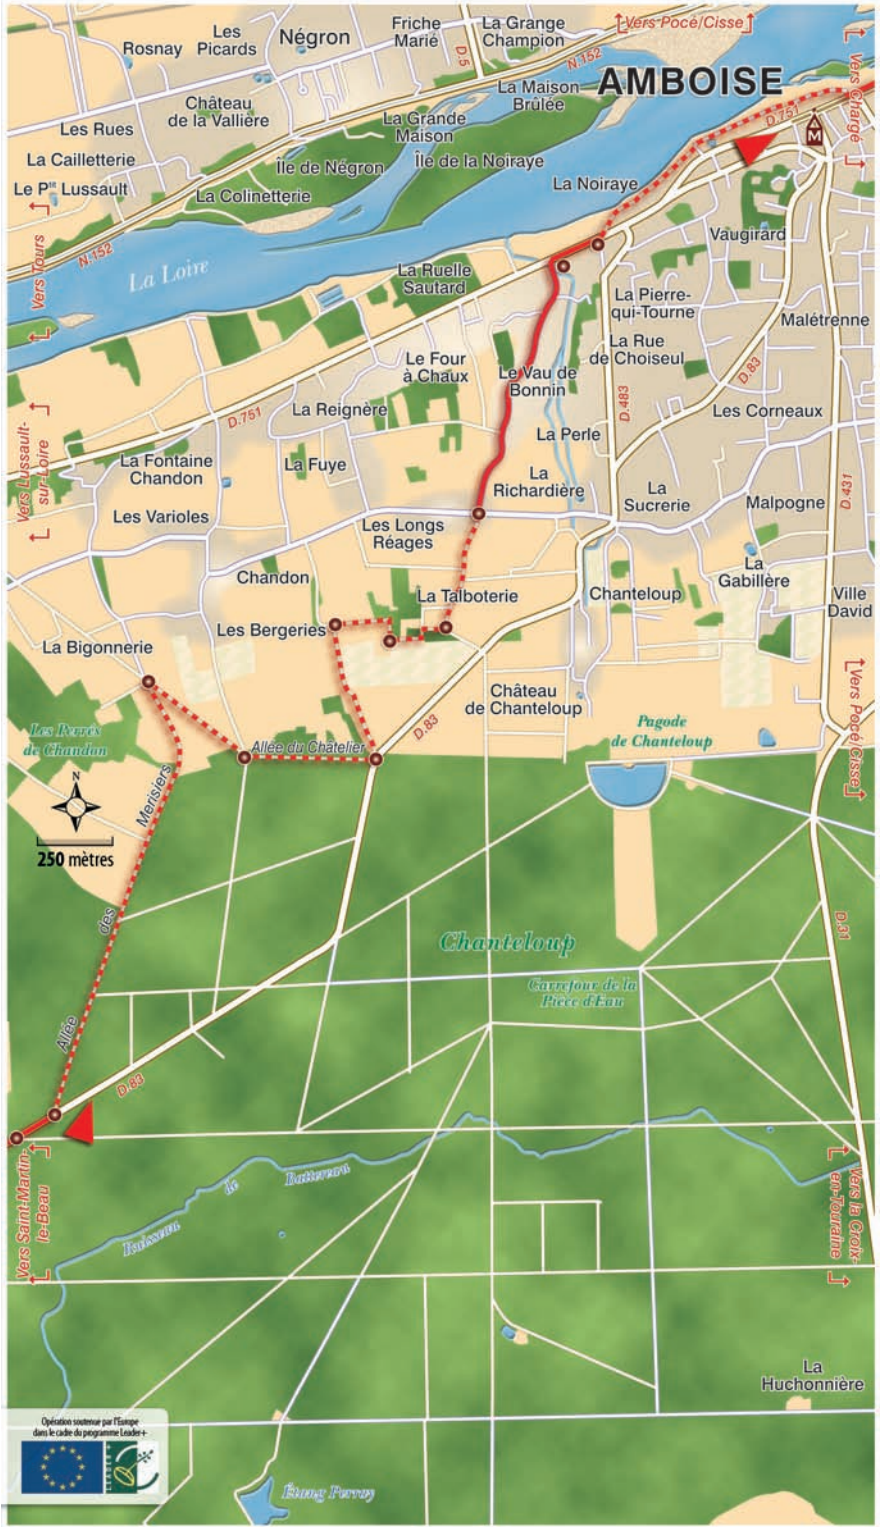 Vers Pocé/Cisse
Friche
Marié
La Grange
Champion
Les
Picards
Négron
Rosnay
D.5
N.152
Vers Chargé
La Maison
Brûlée
AMBOISE
Château
de la Vallière
La Grande
Maison
D.751
M
Les Rues
La Cailletterie
Île de Négron
Île de la Noiraye
Le Ptit Lussault
La Colinetterie
La Noiraye
Vers Tours
N.152
La Loire
Vaugirard
La Ruelle
Sautard
La Pierre-
qui-Tourne
Malétrenne
La Rue
de Choiseul
Le Four
à Chaux
Le Vau de
Bonnin
D.83
D.483
La Reignère
D.751
Les Corneaux
La Perle
Vers Lussault-
sur-Loire
La Fontaine
Chandon
La Fuye
La
Richardière
La
Sucrerie
Malpogne
D.431
Les Varioles
Les Longs
Réages
La
Gabillère
Chandon
La Talboterie
Chanteloup
Ville
David
Les Bergeries
La Bigonnerie
Château
de Chanteloup
Vers Pocé/Cisse
Les Perrés
de Chandon
Allée du Châtelier
D.83
Pagode
de Chanteloup
N
250 mètres
Allée des Merisiers
Chanteloup
D.31
Carrefour de la
Pièce d'Eau
D.83
Vers Saint-Martin-
le-Beau
Ruisseau de Battereau
Vers la Croix-
en-Touraine
La
Huchonnière
Opération soutenue par l'Europe
dans le cadre du programme Leader+
LEADER+
Étang Perray